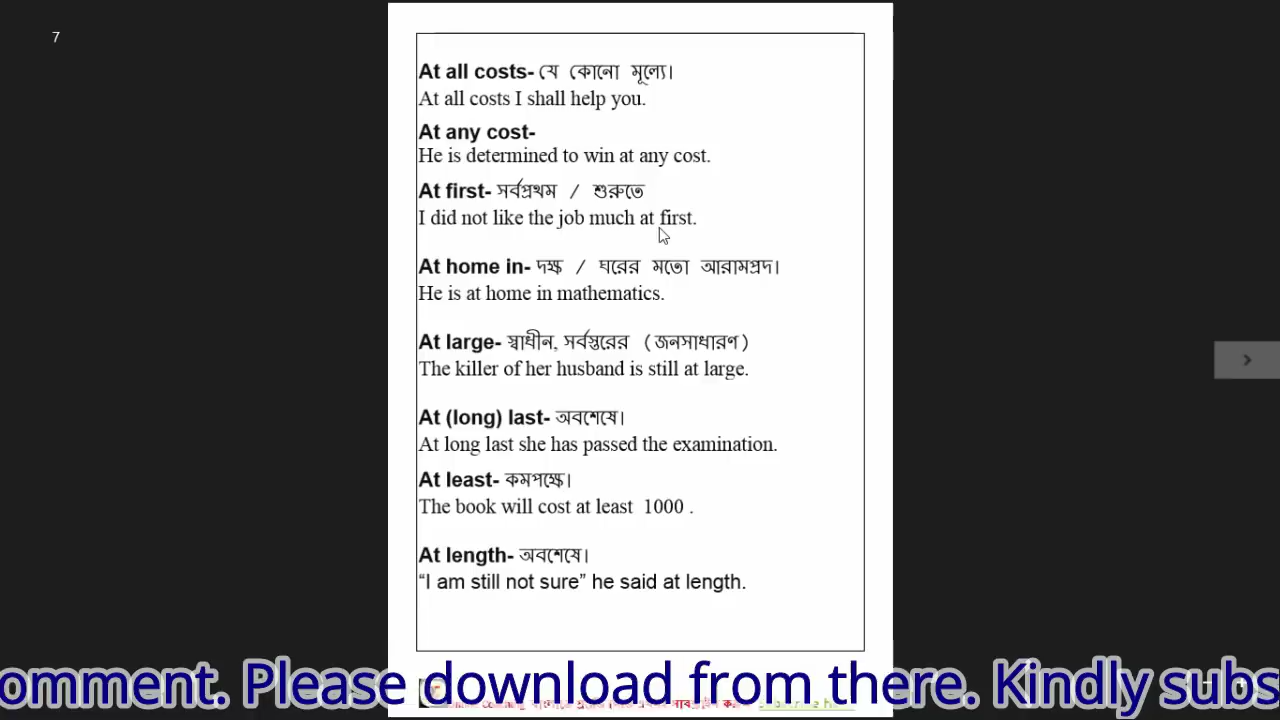 7
At all costs- যে কোনো মূল্যে।
At all costs I shall help you.
At any cost-
He is determined to win at any cost.
At first- সর্বপ্রথম / শুরুতে
I did not like the job much at first.
At home in- দক্ষ / ঘরের মতো আরামপ্রদ।
He is at home in mathematics.
At large- স্বাধীন, সর্বস্তরের (জনসাধারণ)
The killer of her husband is still at large.
At (long) last- অবশেষে।
At long last she has passed the examination.
At least- কমপক্ষে।
The book will cost at least 1000 .
At length- অবশেষে।
“I am still not sure” he said at length.
omment. Please download from there. Kindly subs